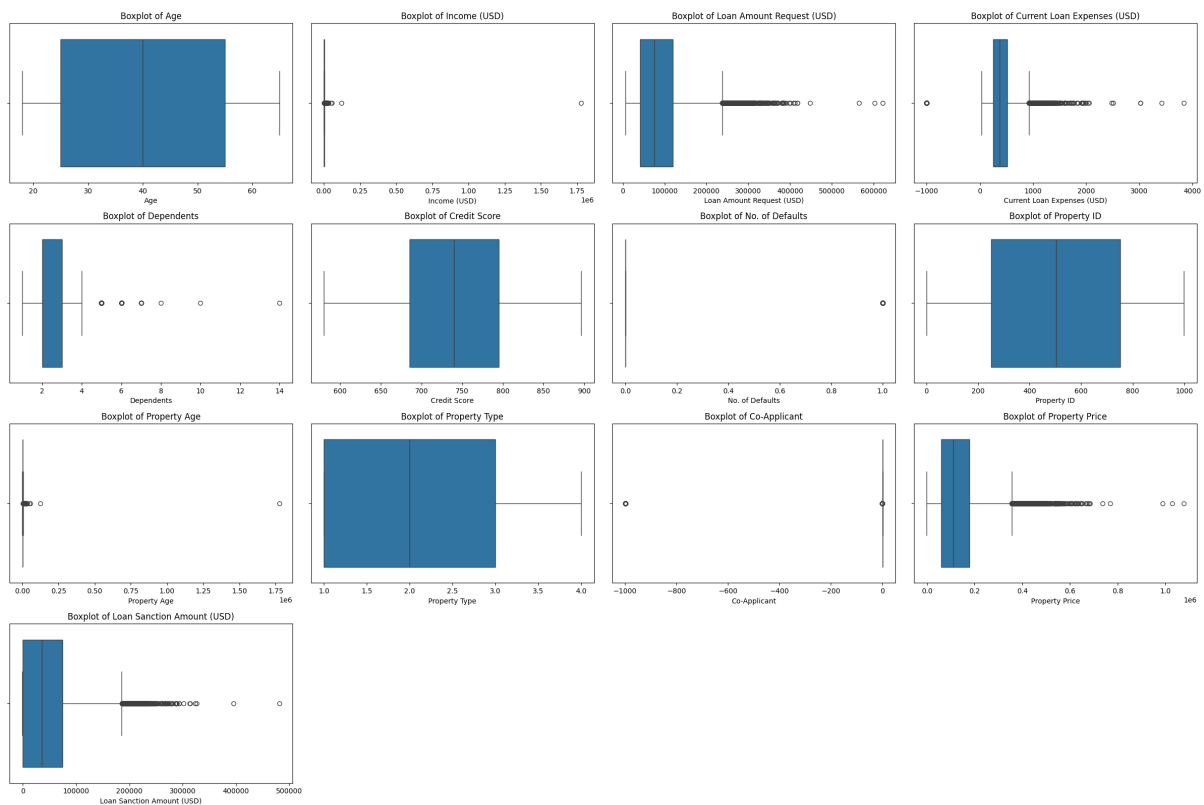 Boxplot of Age
20 30 40 50 60
Age
Boxplot of Income (USD)
0.00 0.25 0.50 0.75 1.00 1.25 1.50 1.75
1e6
Income (USD)
Boxplot of Loan Amount Request (USD)
0 100000 200000 300000 400000 500000 600000
Loan Amount Request (USD)
Boxplot of Current Loan Expenses (USD)
−1000 0 1000 2000 3000 4000
Current Loan Expenses (USD)
Boxplot of Dependents
2 4 6 8 10 12 14
Dependents
Boxplot of Credit Score
600 650 700 750 800 850 900
Credit Score
Boxplot of No. of Defaults
0.0 0.2 0.4 0.6 0.8 1.0
No. of Defaults
Boxplot of Property ID
0 200 400 600 800 1000
Property ID
Boxplot of Property Age
0.00 0.25 0.50 0.75 1.00 1.25 1.50 1.75
1e6
Property Age
Boxplot of Property Type
1.0 1.5 2.0 2.5 3.0 3.5 4.0
Property Type
Boxplot of Co-Applicant
−1000 −800 −600 −400 −200 0
Co-Applicant
Boxplot of Property Price
0.0 0.2 0.4 0.6 0.8 1.0
1e6
Property Price
Boxplot of Loan Sanction Amount (USD)
0 100000 200000 300000 400000 500000
Loan Sanction Amount (USD)